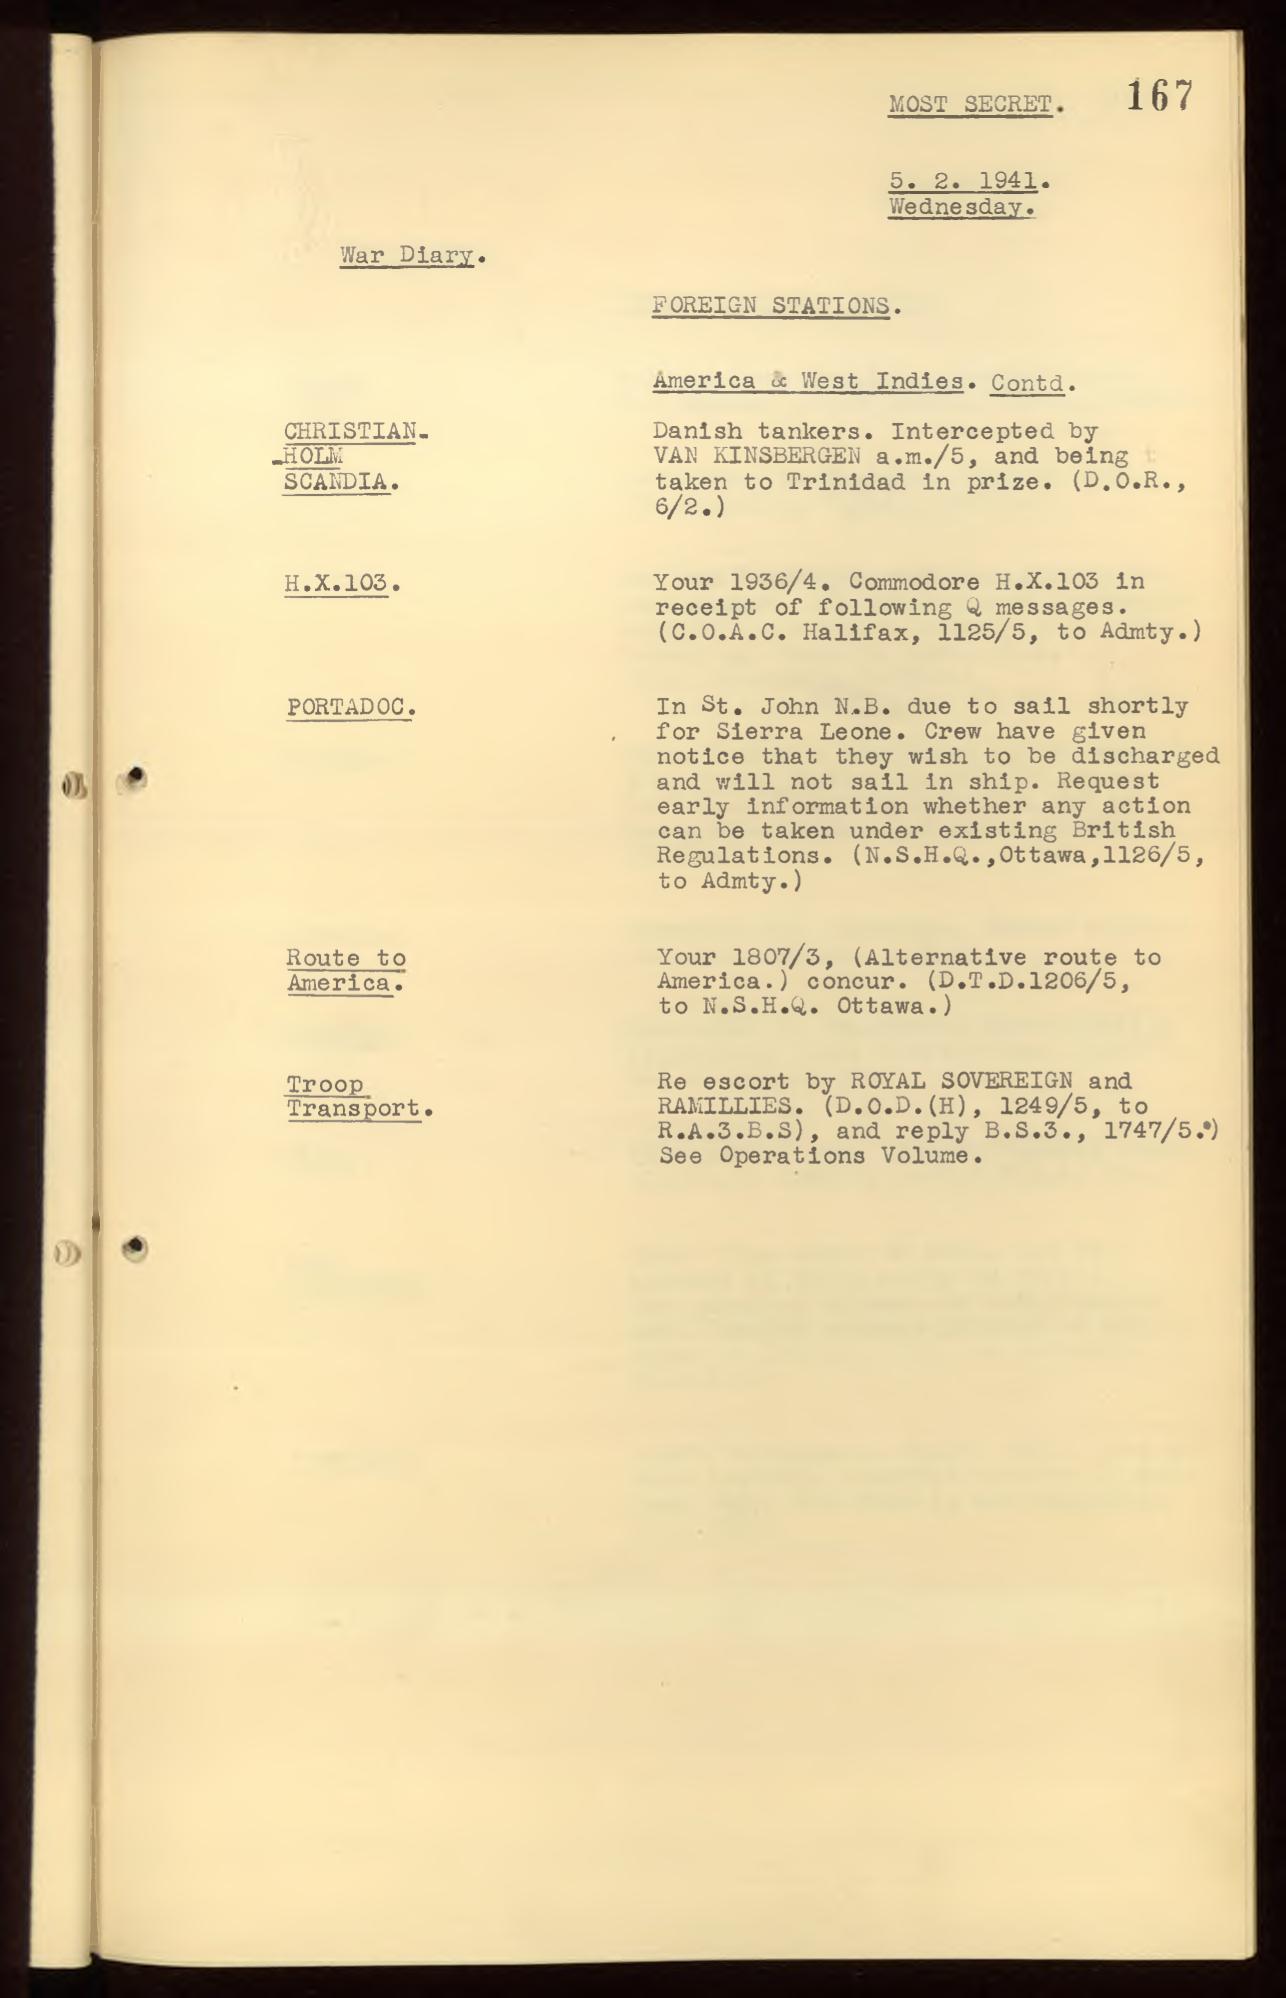 MOST SECRET. 167
5. 2. 1941.
Wednesday.
War Diary.
FOREIGN STATIONS.
America & West Indies. Contd.
CHRISTIAN-
-HOLM
SCANDIA.
Danish tankers. Intercepted by
VAN KINSBERGEN a.m./5, and being
taken to Trinidad in prize. (D.O.R.,
6/2.)
H.X.103.
Your 1936/4. Commodore H.X.103 in
receipt of following Q messages.
(C.O.A.C. Halifax, 1125/5, to Admty.)
PORTADOC.
In St. John N.B. due to sail shortly
for Sierra Leone. Crew have given
notice that they wish to be discharged
and will not sail in ship. Request
early information whether any action
can be taken under existing British
Regulations. (N.S.H.Q.,Ottawa,1126/5,
to Admty.)
Route to
America.
Your 1807/3, (Alternative route to
America.) concur. (D.T.D.1206/5,
to N.S.H.Q. Ottawa.)
Troop
Transport.
Re escort by ROYAL SOVEREIGN and
RAMILLIES. (D.O.D.(H), 1249/5, to
R.A.3.B.S), and reply B.S.3., 1747/5.)
See Operations Volume.